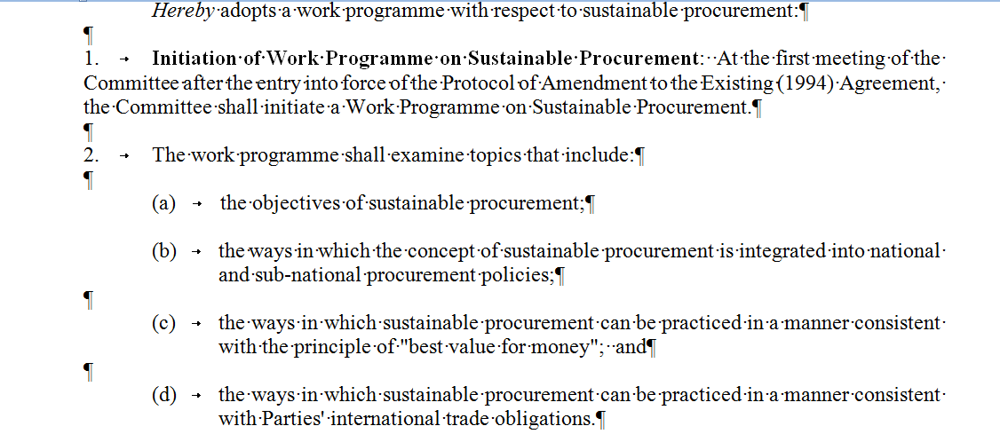 Hereby adopts a work programme with respect to sustainable procurement:
1. Initiation of Work Programme on Sustainable Procurement:  At the first meeting of the
Committee after the entry into force of the Protocol of Amendment to the Existing (1994) Agreement,
the Committee shall initiate a Work Programme on Sustainable Procurement.
2. The work programme shall examine topics that include:
(a) the objectives of sustainable procurement;
(b) the ways in which the concept of sustainable procurement is integrated into national
and sub-national procurement policies;
(c) the ways in which sustainable procurement can be practiced in a manner consistent
with the principle of "best value for money";  and
(d) the ways in which sustainable procurement can be practiced in a manner consistent
with Parties' international trade obligations.